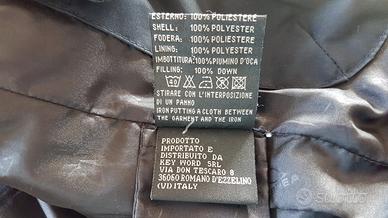 ESTERNO: 100% POLIESTERE
SHELL: 100% POLYESTER
FODERA: 100% POLIESTERE
LINING: 100% POLYESTER
IMBOTTITURA: 100%PIUMINO D'OCA
FILLING: 100% DOWN
STIRARE CON L'INTERPOSIZIONE
DI UN PANNO
IRON PUTTING A CLOTH BETWEEN
THE GARMENT AND THE IRON
PRODOTTO
IMPORTATO E
DISTRIBUITO DA
KEY WORD SRL
VIA DON TESCARO 8
36060 ROMANO D'EZZELINO
(VI) ITALY
SUBITO